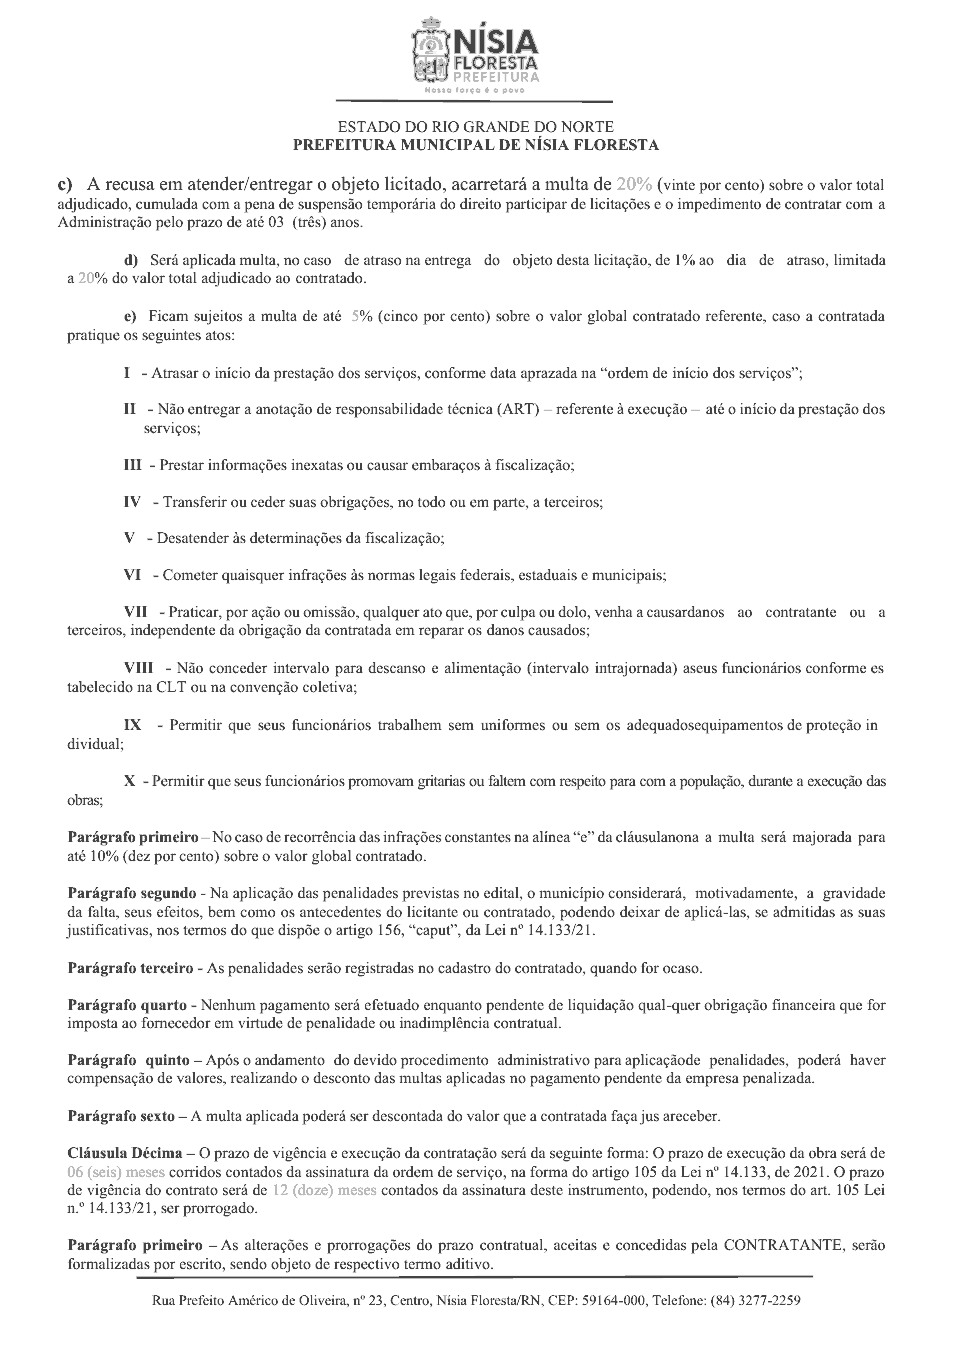 NÍSIA
FLORESTA
PREFEITURA
Nossa força é o povo
ESTADO DO RIO GRANDE DO NORTE
PREFEITURA MUNICIPAL DE NÍSIA FLORESTA
c) A recusa em atender/entregar o objeto licitado, acarretará a multa de 20% (vinte por cento) sobre o valor total
adjudicado, cumulada com a pena de suspensão temporária do direito participar de licitações e o impedimento de contratar com a
Administração pelo prazo de até 03 (três) anos.
d) Será aplicada multa, no caso de atraso na entrega do objeto desta licitação, de 1% ao dia de atraso, limitada
a 20% do valor total adjudicado ao contratado.
e) Ficam sujeitos a multa de até 5% (cinco por cento) sobre o valor global contratado referente, caso a contratada
pratique os seguintes atos:
I - Atrasar o início da prestação dos serviços, conforme data aprazada na “ordem de início dos serviços”;
II - Não entregar a anotação de responsabilidade técnica (ART) – referente à execução – até o início da prestação dos
serviços;
III - Prestar informações inexatas ou causar embaraços à fiscalização;
IV - Transferir ou ceder suas obrigações, no todo ou em parte, a terceiros;
V - Desatender às determinações da fiscalização;
VI - Cometer quaisquer infrações às normas legais federais, estaduais e municipais;
VII - Praticar, por ação ou omissão, qualquer ato que, por culpa ou dolo, venha a causardanos ao contratante ou a
terceiros, independente da obrigação da contratada em reparar os danos causados;
VIII - Não conceder intervalo para descanso e alimentação (intervalo intrajornada) aseus funcionários conforme es
tabelecido na CLT ou na convenção coletiva;
IX - Permitir que seus funcionários trabalhem sem uniformes ou sem os adequadosequipamentos de proteção in
dividual;
X - Permitir que seus funcionários promovam gritarias ou faltem com respeito para com a população, durante a execução das
obras;
Parágrafo primeiro – No caso de recorrência das infrações constantes na alínea “e” da cláusulanona a multa será majorada para
até 10% (dez por cento) sobre o valor global contratado.
Parágrafo segundo - Na aplicação das penalidades previstas no edital, o município considerará, motivadamente, a gravidade
da falta, seus efeitos, bem como os antecedentes do licitante ou contratado, podendo deixar de aplicá-las, se admitidas as suas
justificativas, nos termos do que dispõe o artigo 156, “caput”, da Lei nº 14.133/21.
Parágrafo terceiro - As penalidades serão registradas no cadastro do contratado, quando for ocaso.
Parágrafo quarto - Nenhum pagamento será efetuado enquanto pendente de liquidação qual-quer obrigação financeira que for
imposta ao fornecedor em virtude de penalidade ou inadimplência contratual.
Parágrafo quinto – Após o andamento do devido procedimento administrativo para aplicaçãode penalidades, poderá haver
compensação de valores, realizando o desconto das multas aplicadas no pagamento pendente da empresa penalizada.
Parágrafo sexto – A multa aplicada poderá ser descontada do valor que a contratada faça jus areceber.
Cláusula Décima – O prazo de vigência e execução da contratação será da seguinte forma: O prazo de execução da obra será de
06 (seis) meses corridos contados da assinatura da ordem de serviço, na forma do artigo 105 da Lei nº 14.133, de 2021. O prazo
de vigência do contrato será de 12 (doze) meses contados da assinatura deste instrumento, podendo, nos termos do art. 105 Lei
n.º 14.133/21, ser prorrogado.
Parágrafo primeiro – As alterações e prorrogações do prazo contratual, aceitas e concedidas pela CONTRATANTE, serão
formalizadas por escrito, sendo objeto de respectivo termo aditivo.
Rua Prefeito Américo de Oliveira, nº 23, Centro, Nísia Floresta/RN, CEP: 59164-000, Telefone: (84) 3277-2259